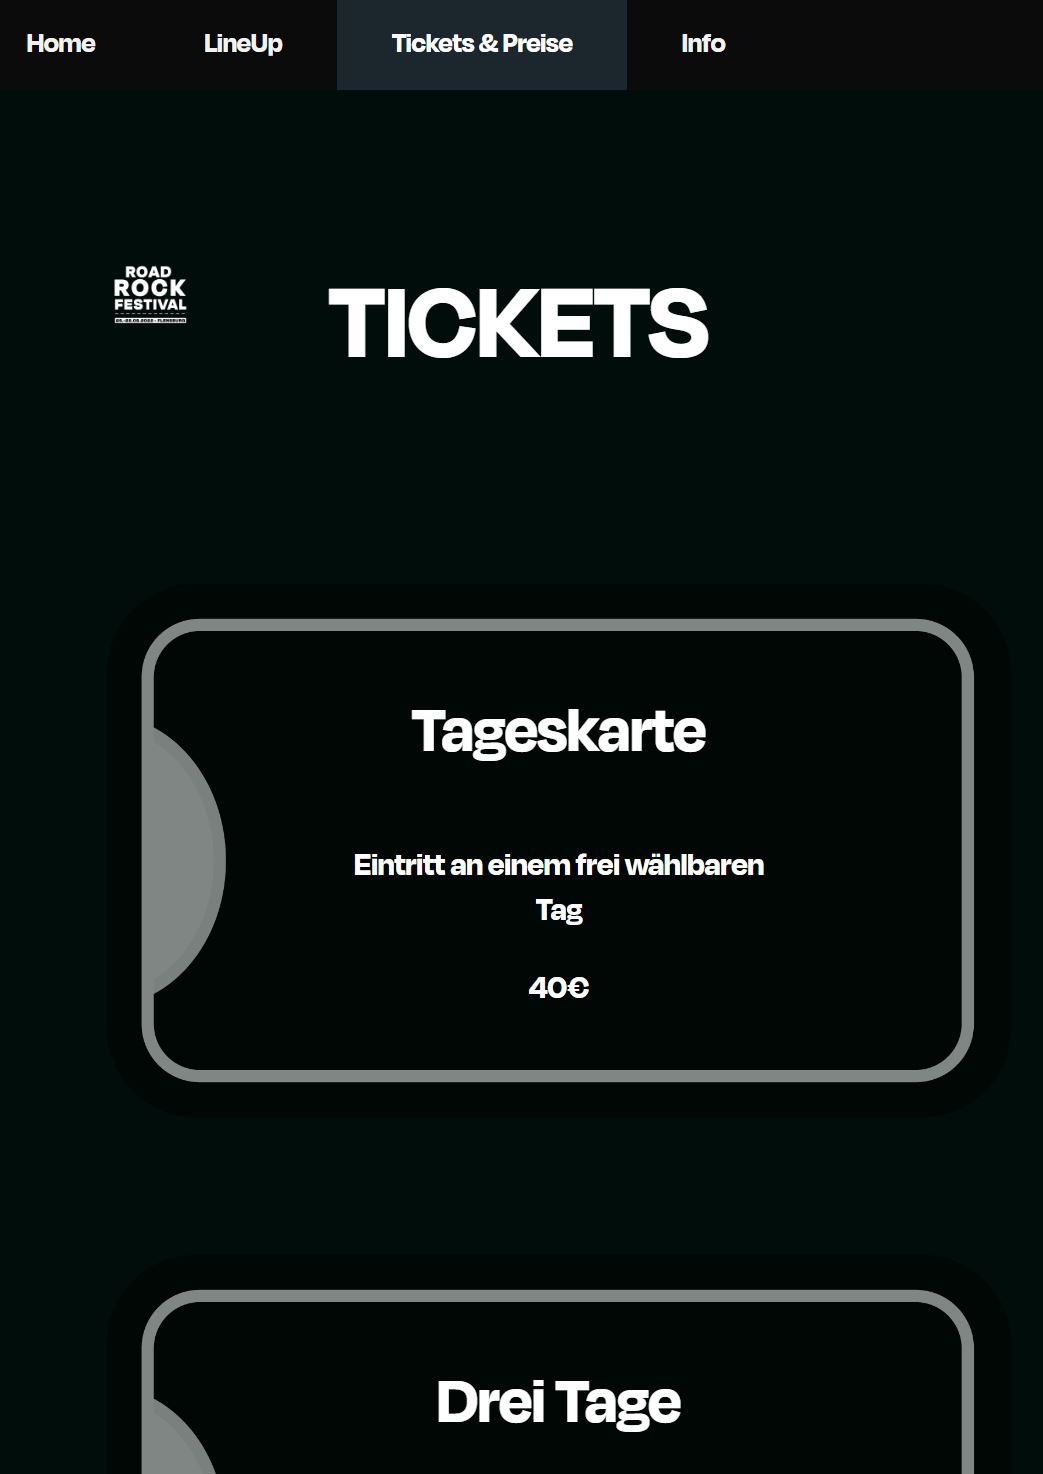 Home LineUp Tickets & Preise Info
ROAD
ROCK
FESTIVAL
TICKETS
Tageskarte
Eintritt an einem frei wählbaren
Tag
40€
Drei Tage